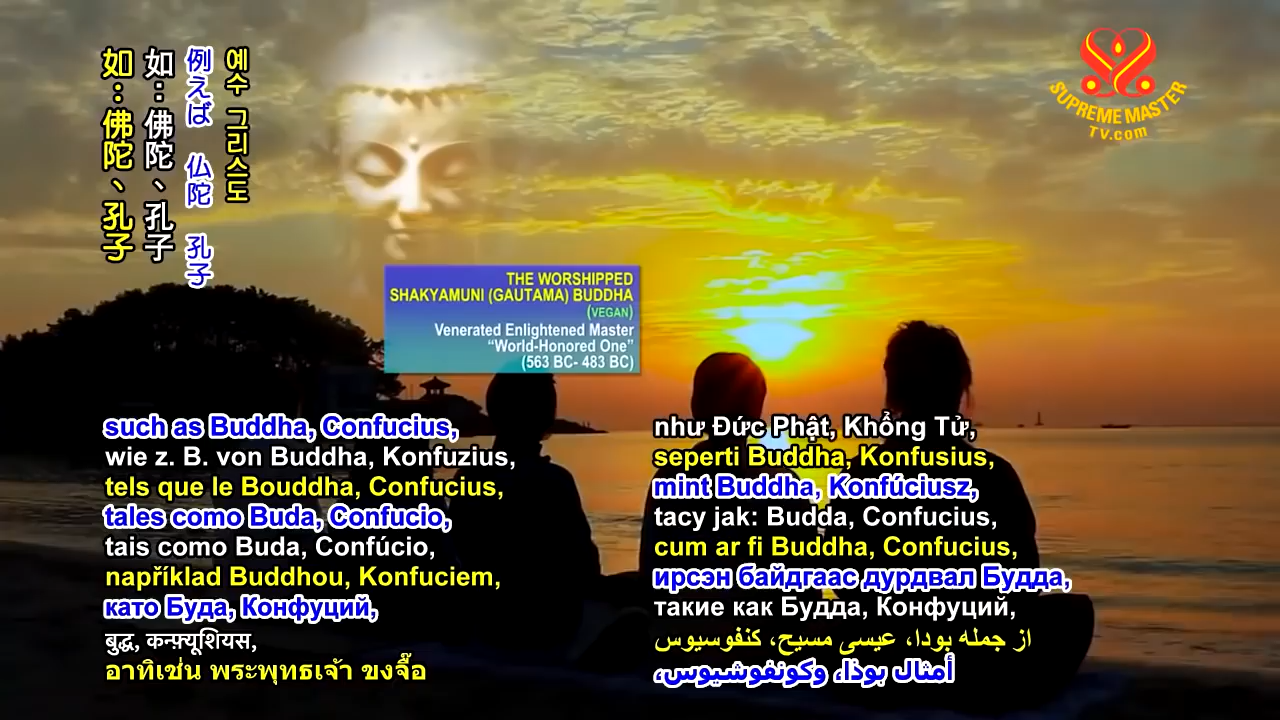 如：佛陀、孔子
如：佛陀、孔子
例えば 仏陀 孔子
예수 그리스도
SUPREME MASTER
TV.com
THE WORSHIPPED
SHAKYAMUNI (GAUTAMA) BUDDHA
(VEGAN)
Venerated Enlightened Master
“World-Honored One”
(563 BC- 483 BC)
such as Buddha, Confucius,
wie z. B. von Buddha, Konfuzius,
tels que le Bouddha, Confucius,
tales como Buda, Confucio,
tais como Buda, Confúcio,
například Buddhou, Konfuciem,
като Буда, Конфуций,
बुद्ध, कन्फ़्यूशियस,
อาทิเช่น พระพุทธเจ้า ขงจื๊อ
như Đức Phật, Khổng Tử,
seperti Buddha, Konfusius,
mint Buddha, Konfúciusz,
tacy jak: Budda, Confucius,
cum ar fi Buddha, Confucius,
ирсэн байдгаас дурдвал Будда,
такие как Будда, Конфуций,
از جمله بودا، عیسی مسیح، کنفوسیوس
أمثال بوذا، وكونفوشيوس،